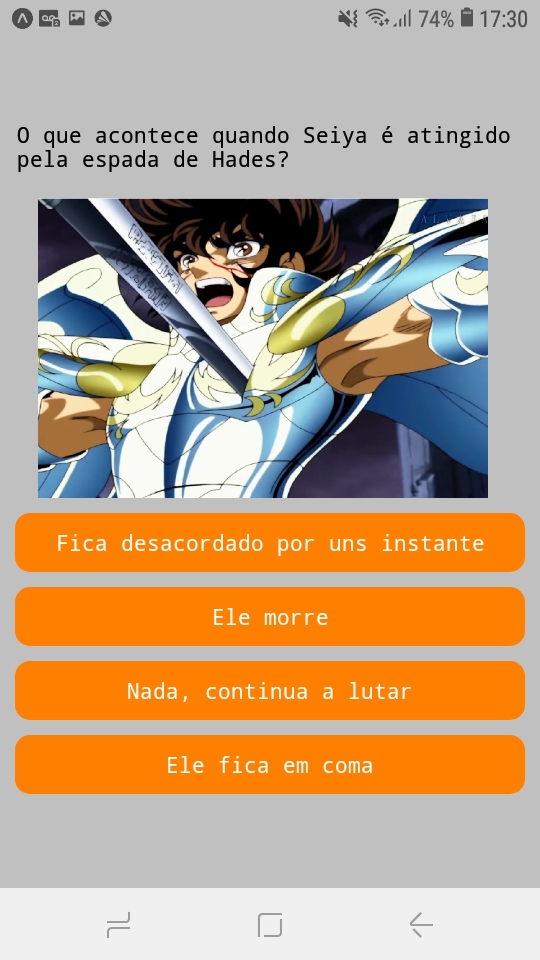 74% 17:30
O que acontece quando Seiya é atingido
pela espada de Hades?
Fica desacordado por uns instante
Ele morre
Nada, continua a lutar
Ele fica em coma